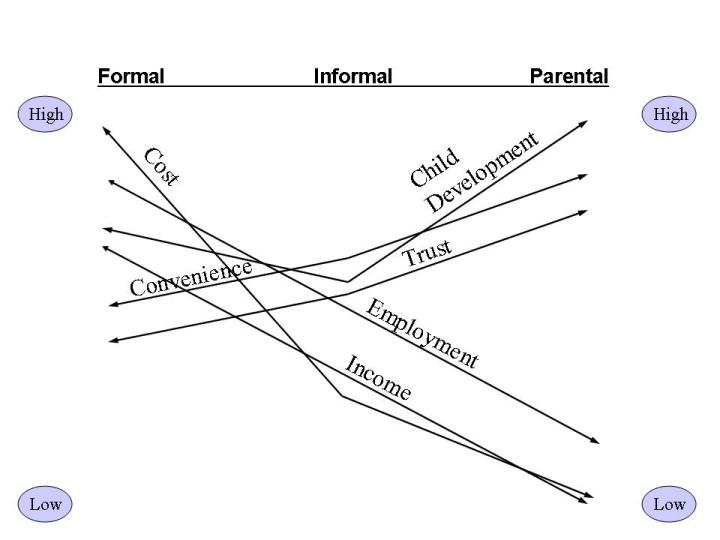 Formal Informal Parental
High High
Cost
Child
Development
Trust
Convenience
Employment
Income
Low Low